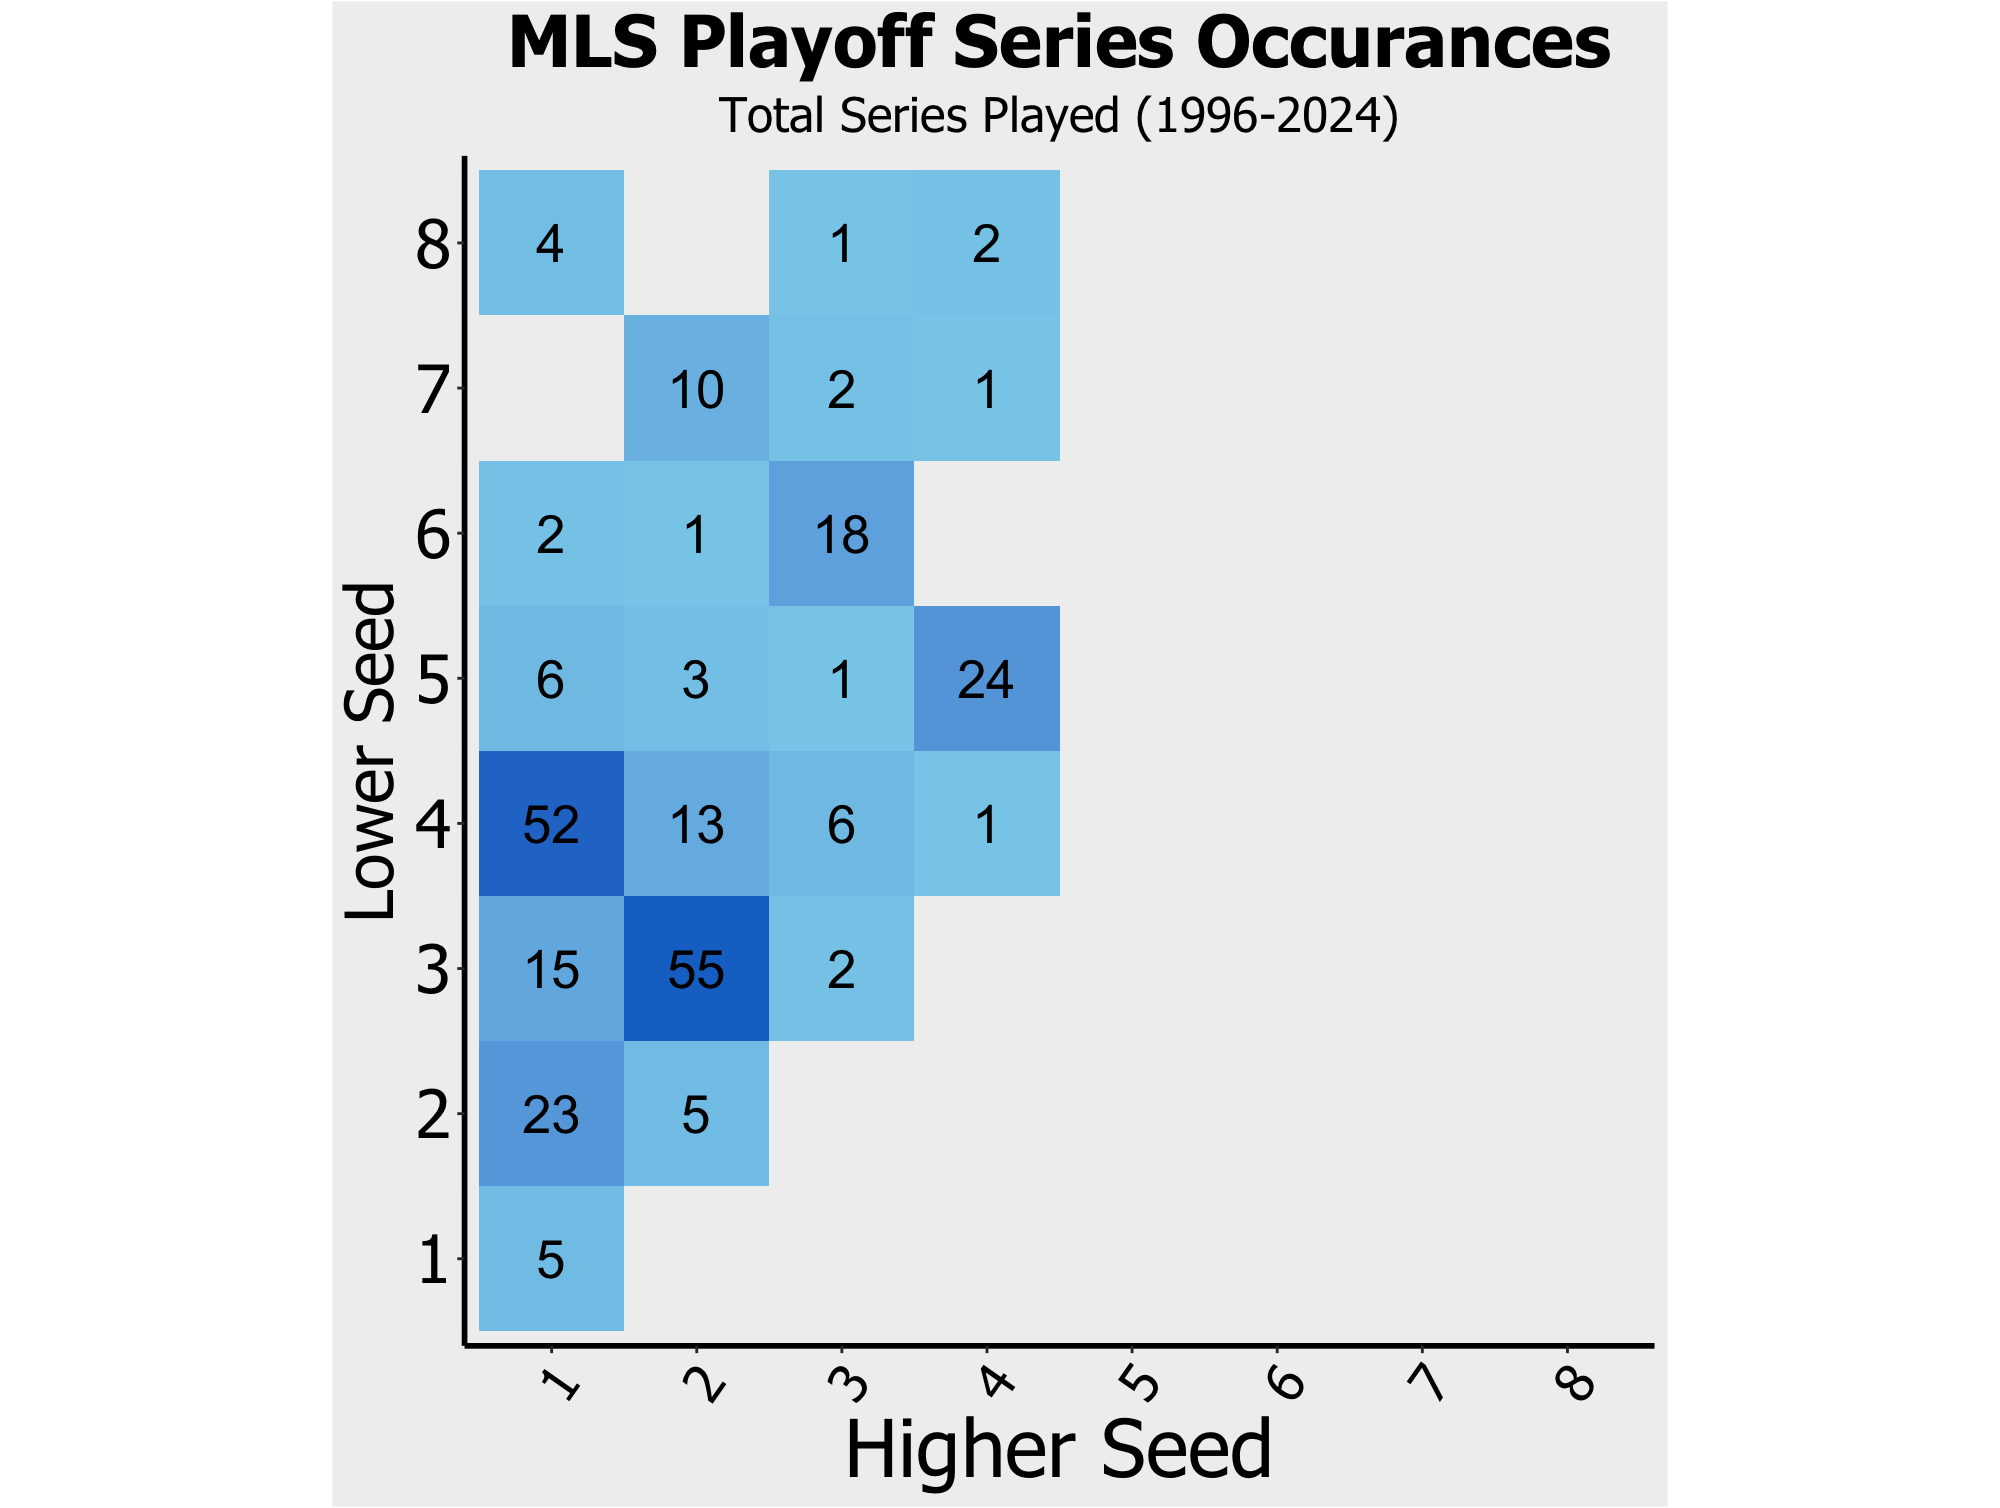 MLS Playoff Series Occurances
Total Series Played (1996-2024)
8 4 1 2
7 10 2 1
6 2 1 18
5 6 3 1 24
4 52 13 6 1
3 15 55 2
2 23 5
1 5
Lower Seed
1 2 3 4 5 6 7 8
Higher Seed